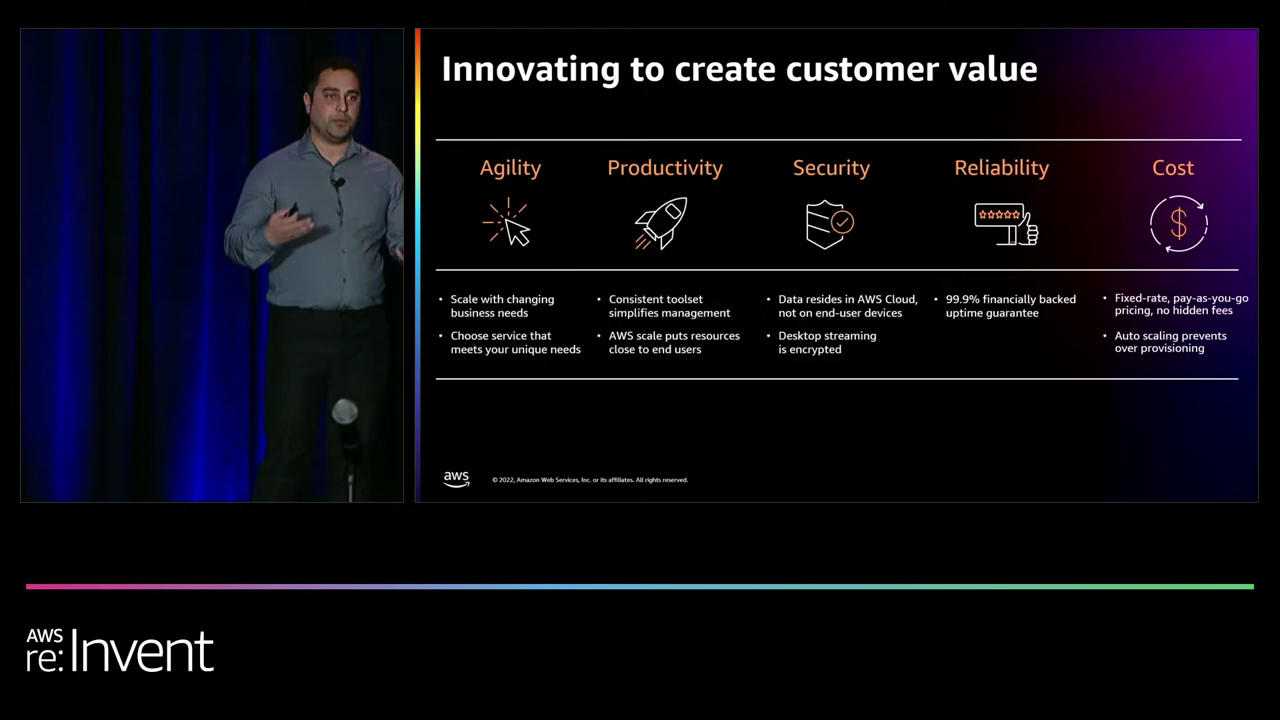 Innovating to create customer value
Agility
Productivity
Security
Reliability
Cost
• Scale with changing
business needs
• Choose service that
meets your unique needs
• Consistent toolset
simplifies management
• AWS scale puts resources
close to end users
• Data resides in AWS Cloud,
not on end-user devices
• Desktop streaming
is encrypted
• 99.9% financially backed
uptime guarantee
• Fixed-rate, pay-as-you-go
pricing, no hidden fees
• Auto scaling prevents
over provisioning
aws
© 2022, Amazon Web Services, Inc. or its affiliates. All rights reserved.
AWS
re:Invent